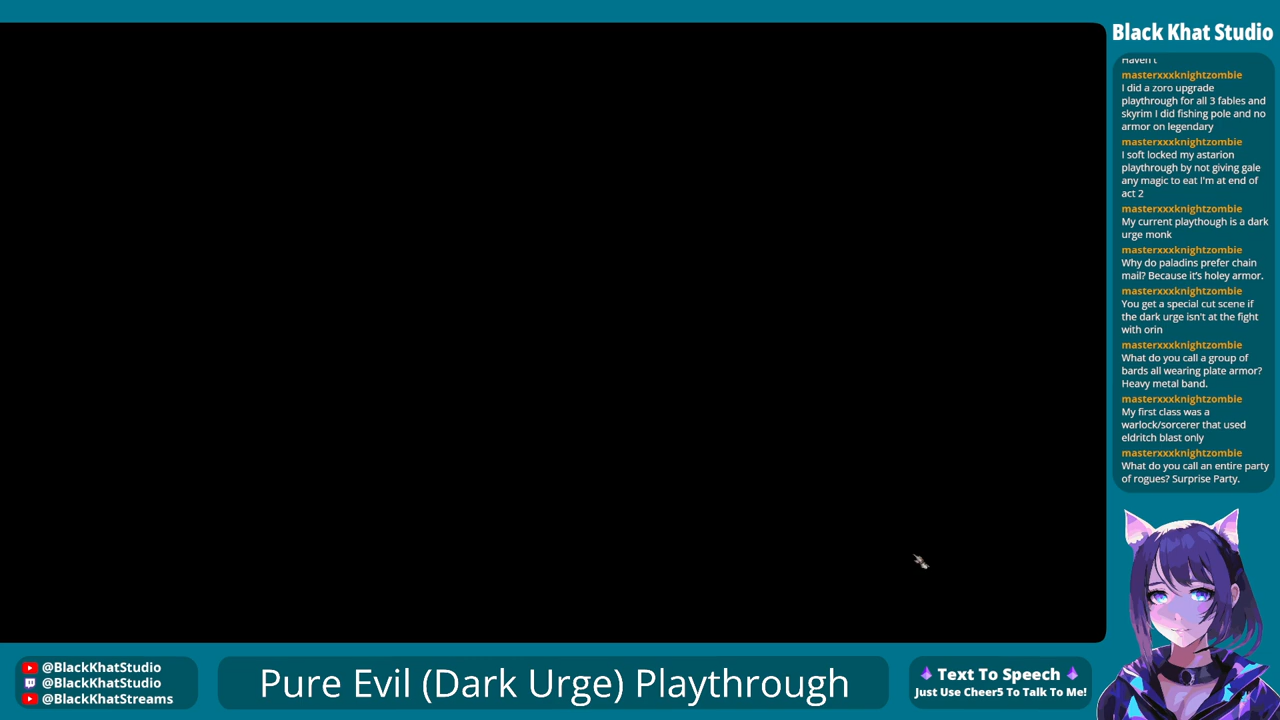 Black Khat Studio
Haven't
masterxxxknightzombie
I did a zoro upgrade
playthrough for all 3 fables and
skyrim I did fishing pole and no
armor on legendary
masterxxxknightzombie
I soft locked my astarion
playthrough by not giving gale
any magic to eat I'm at end of
act 2
masterxxxknightzombie
My current playthough is a dark
urge monk
masterxxxknightzombie
Why do paladins prefer chain
mail? Because it's holey armor.
masterxxxknightzombie
You get a special cut scene if
the dark urge isn't at the fight
with orin
masterxxxknightzombie
What do you call a group of
bards all wearing plate armor?
Heavy metal band.
masterxxxknightzombie
My first class was a
warlock/sorcerer that used
eldritch blast only
masterxxxknightzombie
What do you call an entire party
of rogues? Surprise Party.
@BlackKhatStudio
@BlackKhatStudio
@BlackKhatStreams
Pure Evil (Dark Urge) Playthrough
Text To Speech
Just Use Cheer5 To Talk To Me!